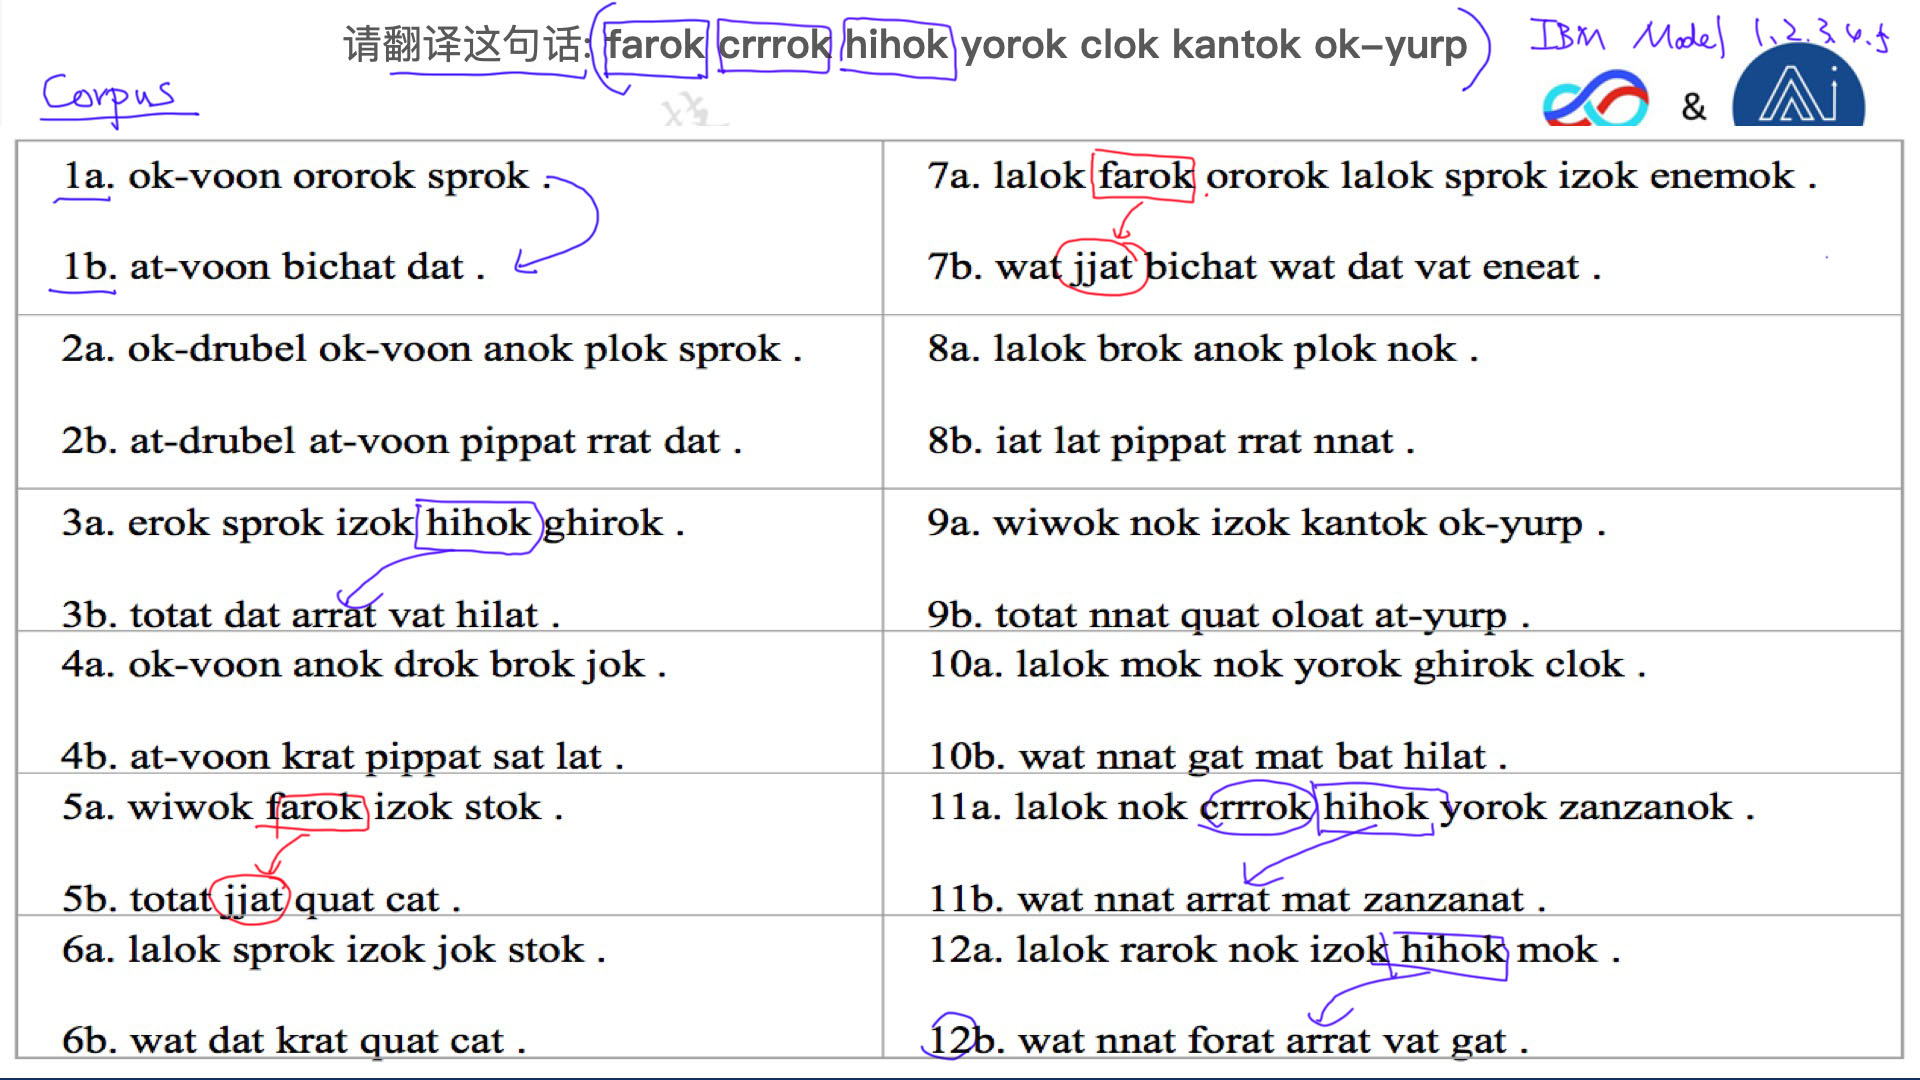 请翻译这句话: farok crrrok hihok yorok clok kantok ok-yurp
IBM Model 1.2.3.4.5
Corpus
&
Ai
1a. ok-voon ororok sprok .
1b. at-voon bichat dat .
2a. ok-drubel ok-voon anok plok sprok .
2b. at-drubel at-voon pippat rrat dat .
3a. erok sprok izok hihok ghirok .
3b. totat dat arrat vat hilat .
4a. ok-voon anok drok brok jok .
4b. at-voon krat pippat sat lat .
5a. wiwok farok izok stok .
5b. totat jjat quat cat .
6a. lalok sprok izok jok stok .
6b. wat dat krat quat cat .
7a. lalok farok ororok lalok sprok izok enemok .
7b. wat jjat bichat wat dat vat eneat .
8a. lalok brok anok plok nok .
8b. iat lat pippat rrat nnat .
9a. wiwok nok izok kantok ok-yurp .
9b. totat nnat quat oloat at-yurp .
10a. lalok mok nok yorok ghirok clok .
10b. wat nnat gat mat bat hilat .
11a. lalok nok crrrok hihok yorok zanzanok .
11b. wat nnat arrat mat zanzanat .
12a. lalok rarok nok izok hihok mok .
12b. wat nnat forat arrat vat gat .